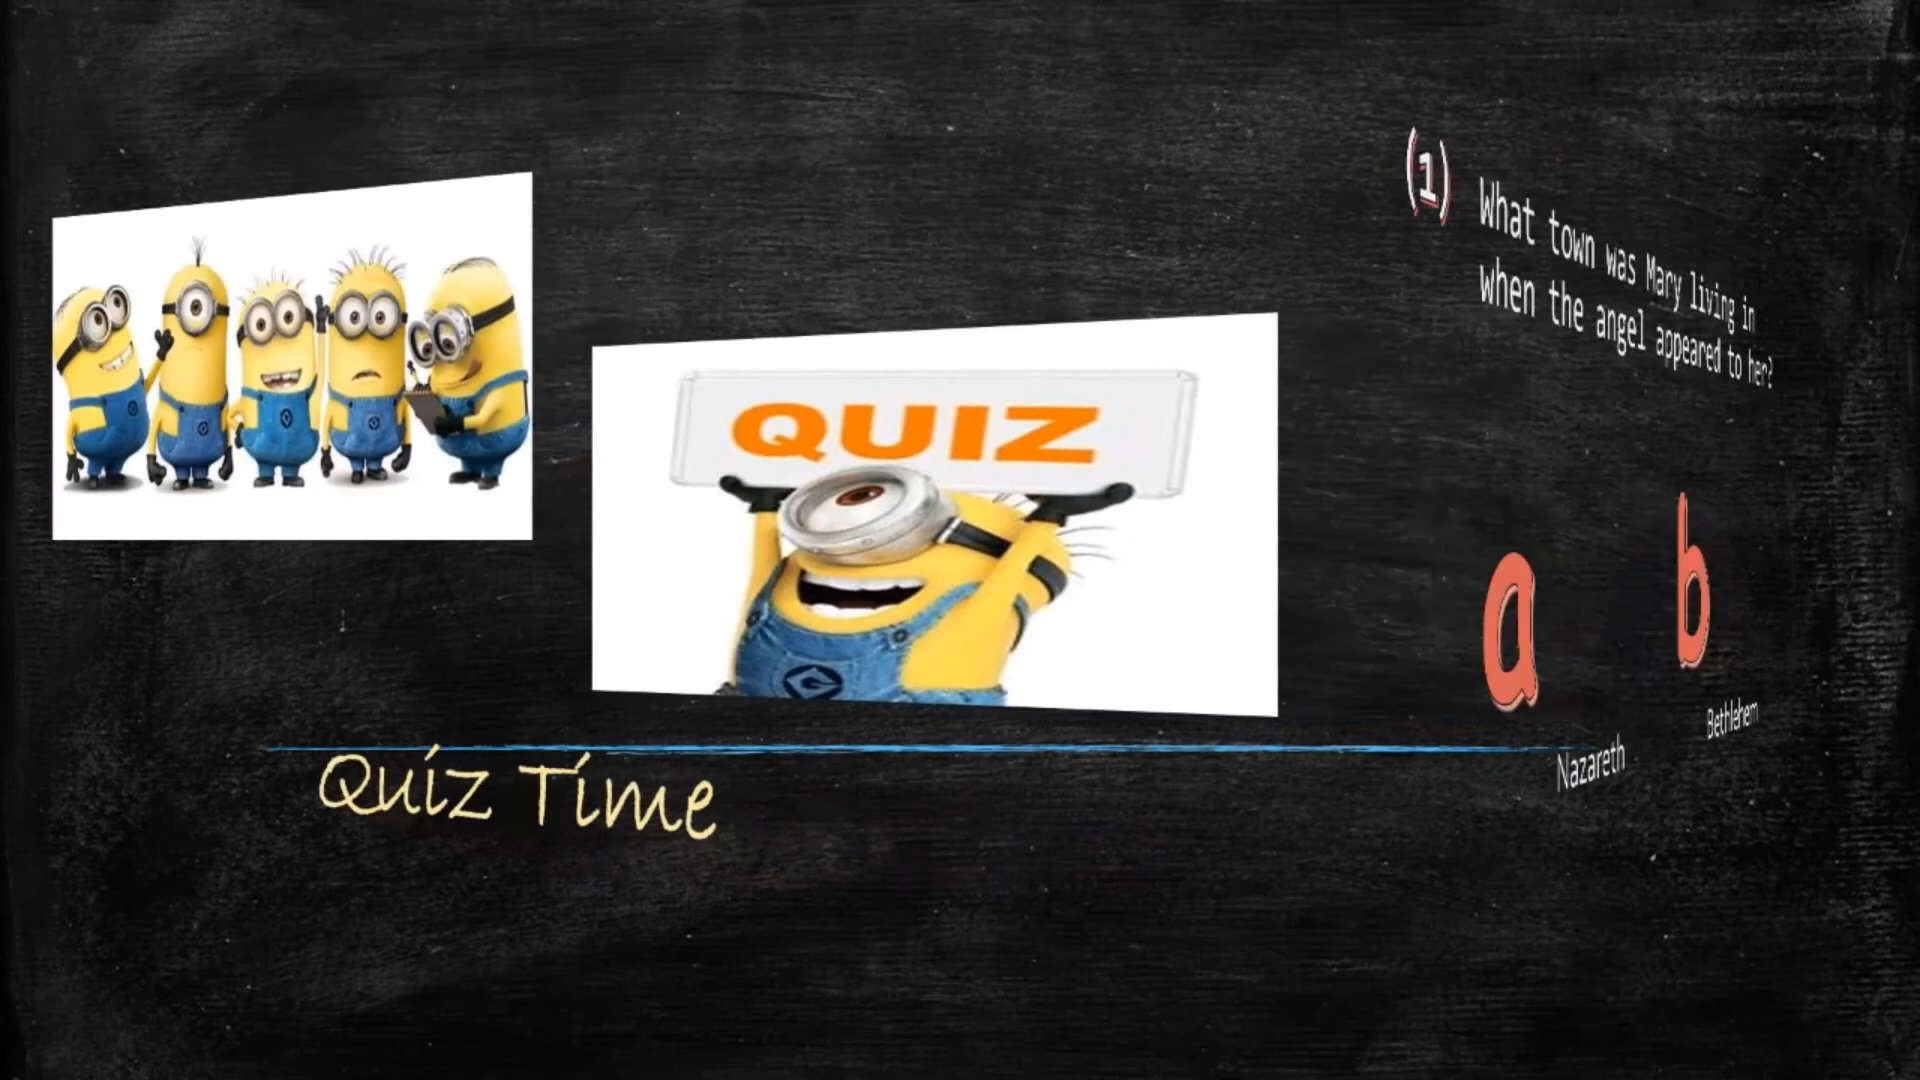 QUIZ
Quiz Time
(1)
What town was Mary living in
when the angel appeared to her?
a
b
Nazareth
Bethlehem